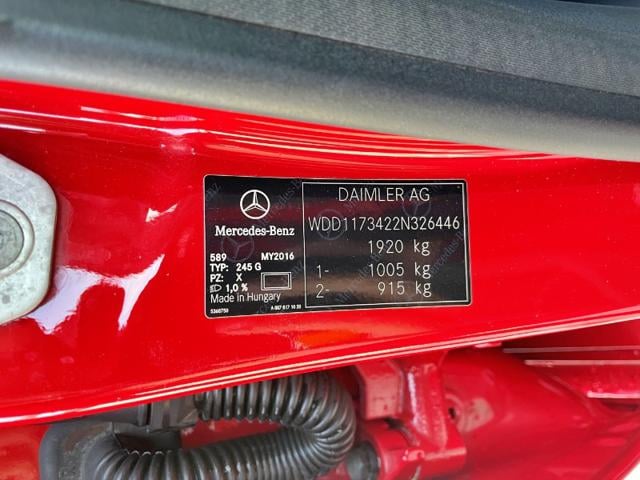 Mercedes-Benz
589 MY2016
TYP: 245 G
PZ: X
1,0 %
Made in Hungary
DAIMLER AG
WDD1173422N326446
1920 kg
1- 1005 kg
2- 915 kg